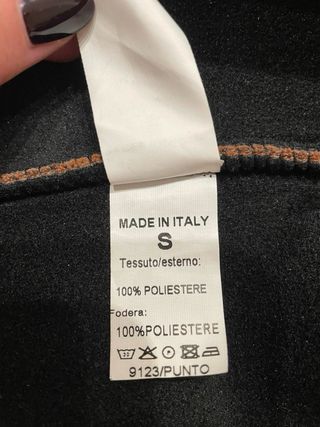 MADE IN ITALY
S
Tessuto/esterno:
100% POLIESTERE
Fodera:
100%POLIESTERE
9123/PUNTO